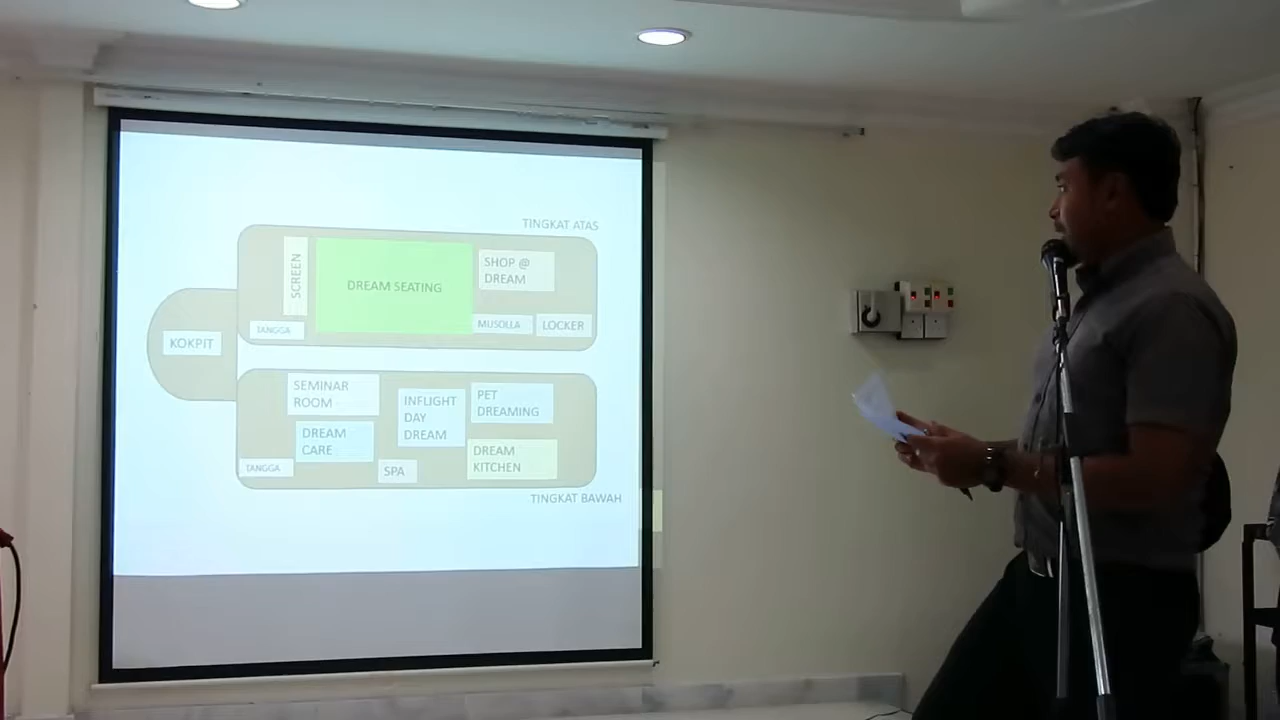 TINGKAT ATAS
SCREEN
DREAM SEATING
SHOP @
DREAM
TANGGA
MUSOLLA
LOCKER
KOKPIT
SEMINAR
ROOM
INFLIGHT
DAY
DREAM
PET
DREAMING
DREAM
CARE
DREAM
KITCHEN
TANGGA
SPA
TINGKAT BAWAH